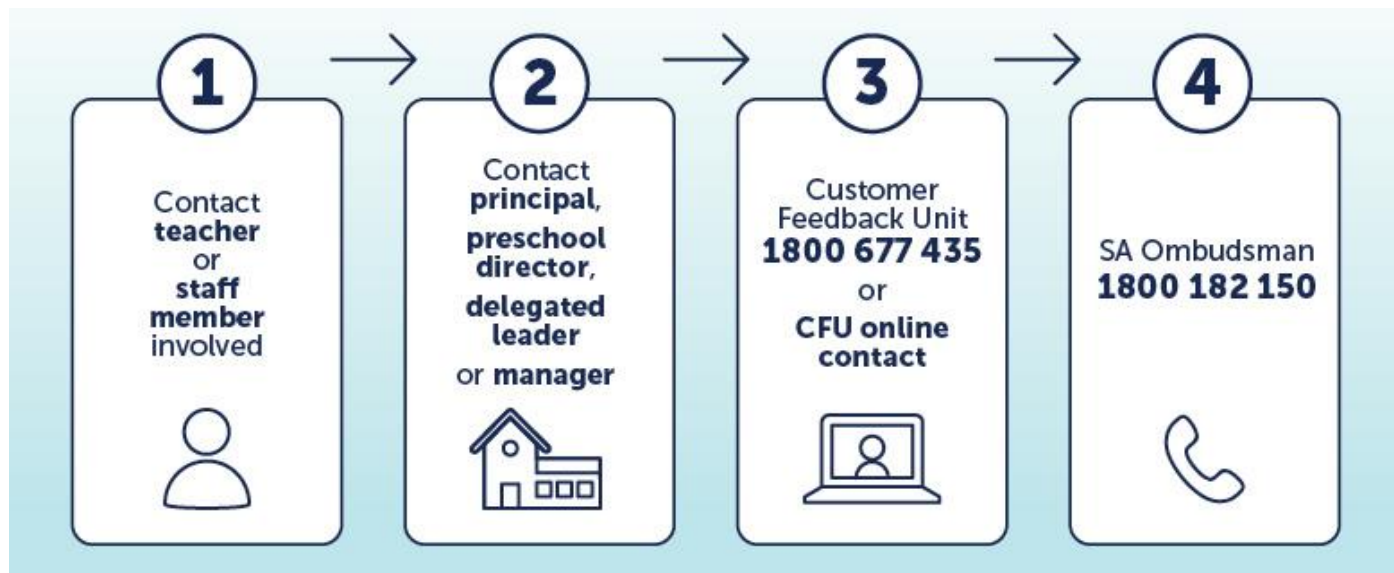 1
Contact
teacher
or
staff
member
involved
2
Contact
principal,
preschool
director,
delegated
leader
or manager
3
Customer
Feedback Unit
1800 677 435
or
CFU online
contact
4
SA Ombudsman
1800 182 150